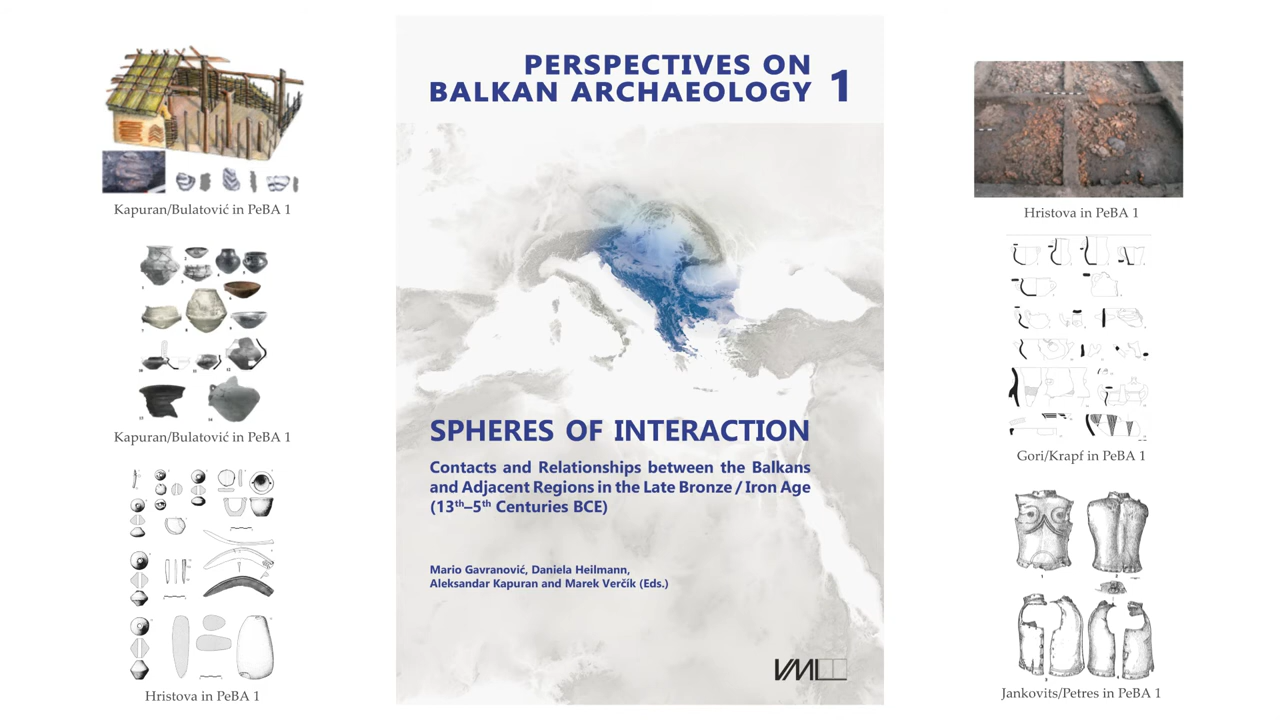 Kapuran/Bulatović in PeBA 1
Kapuran/Bulatović in PeBA 1
Hristova in PeBA 1
PERSPECTIVES ON
BALKAN ARCHAEOLOGY 1
SPHERES OF INTERACTION
Contacts and Relationships between the Balkans
and Adjacent Regions in the Late Bronze / Iron Age
(13th–5th Centuries BCE)
Mario Gavranović, Daniela Heilmann,
Aleksandar Kapuran and Marek Verčík (Eds.)
VML
Hristova in PeBA 1
Gori/Krapf in PeBA 1
Jankovits/Petres in PeBA 1